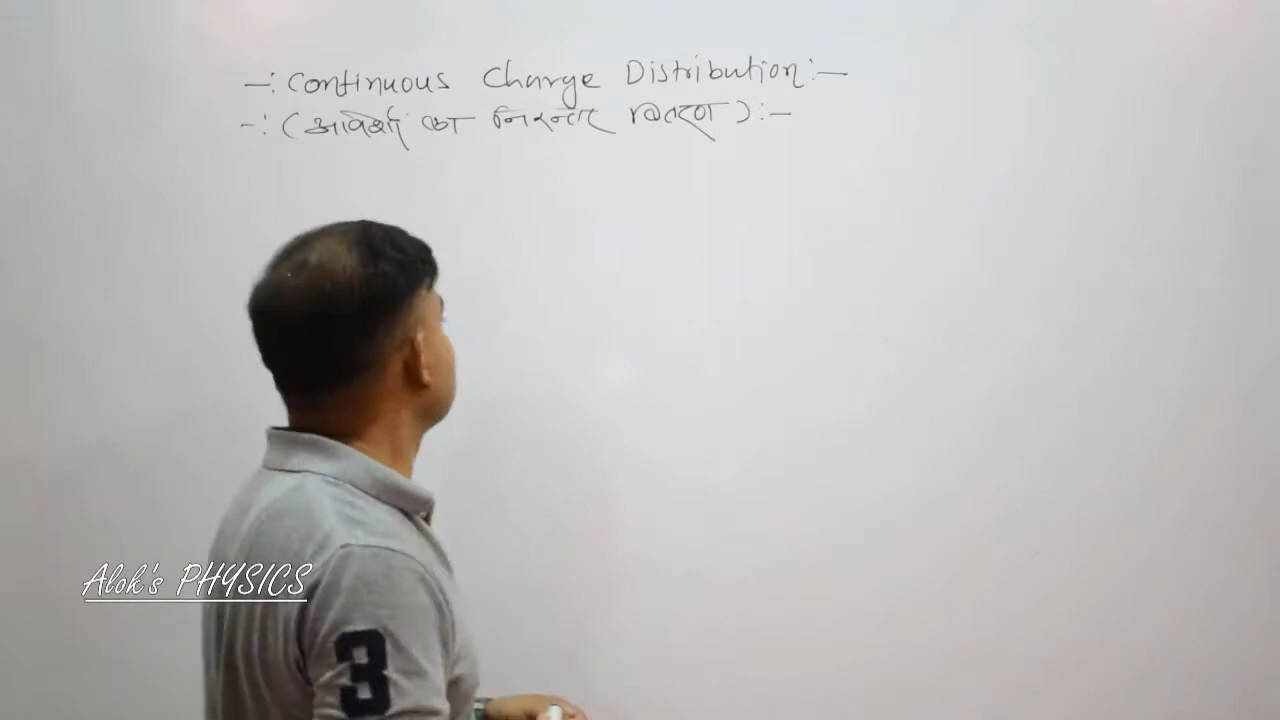 -: Continuous Charge Distribution:-
-: (आवेशों का निरन्तर वितरण):-
Alok's PHYSICS
3